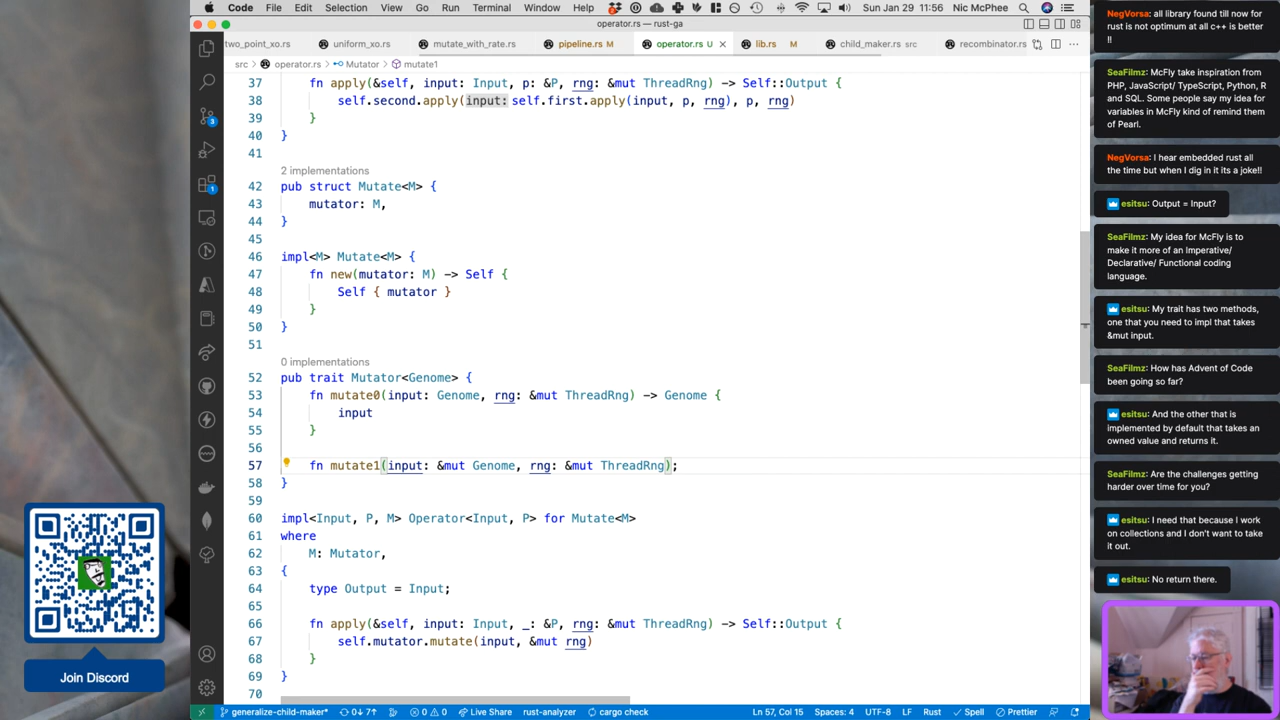 Code File Edit Selection View Go Run Terminal Window Help
Sun Jan 29 11:56 Nic McPhee
operator.rs — rust-ga
two_point_xo.rs uniform_xo.rs mutate_with_rate.rs pipeline.rs M operator.rs U lib.rs M child_maker.rs src recombinator.rs
src > operator.rs > Mutator > mutate1
37 fn apply(&self, input: Input, p: &P, rng: &mut ThreadRng) -> Self::Output {
38 self.second.apply(input: self.first.apply(input, p, rng), p, rng)
39 }
40 }
41
2 implementations
42 pub struct Mutate<M> {
43 mutator: M,
44 }
45
46 impl<M> Mutate<M> {
47 fn new(mutator: M) -> Self {
48 Self { mutator }
49 }
50 }
51
0 implementations
52 pub trait Mutator<Genome> {
53 fn mutate0(input: Genome, rng: &mut ThreadRng) -> Genome {
54 input
55 }
56
57 fn mutate1(input: &mut Genome, rng: &mut ThreadRng);
58 }
59
60 impl<Input, P, M> Operator<Input, P> for Mutate<M>
61 where
62 M: Mutator,
63 {
64 type Output = Input;
65
66 fn apply(&self, input: Input, _: &P, rng: &mut ThreadRng) -> Self::Output {
67 self.mutator.mutate(input, &mut rng)
68 }
69 }
70
generalize-child-maker* 0↓ 7↑ 0 0 Live Share rust-analyzer cargo check Ln 57, Col 15 Spaces: 4 UTF-8 LF Rust Spell Prettier
3
1
Join Discord
NegVorsa: all library found till now for
rust is not optimum at all c++ is better
!!
SeaFilmz: McFly take inspiration from
PHP, JavaScript/ TypeScript, Python, R
and SQL. Some people say my idea for
variables in McFly kind of remind them
of Pearl.
NegVorsa: I hear embedded rust all
the time but when I dig in it its a joke!!
esitsu: Output = Input?
SeaFilmz: My idea for McFly is to
make it more of an Imperative/
Declarative/ Functional coding
language.
esitsu: My trait has two methods,
one that you need to impl that takes
&mut input.
SeaFilmz: How has Advent of Code
been going so far?
esitsu: And the other that is
implemented by default that takes an
owned value and returns it.
SeaFilmz: Are the challenges getting
harder over time for you?
esitsu: I need that because I work
on collections and I don't want to take
it out.
esitsu: No return there.